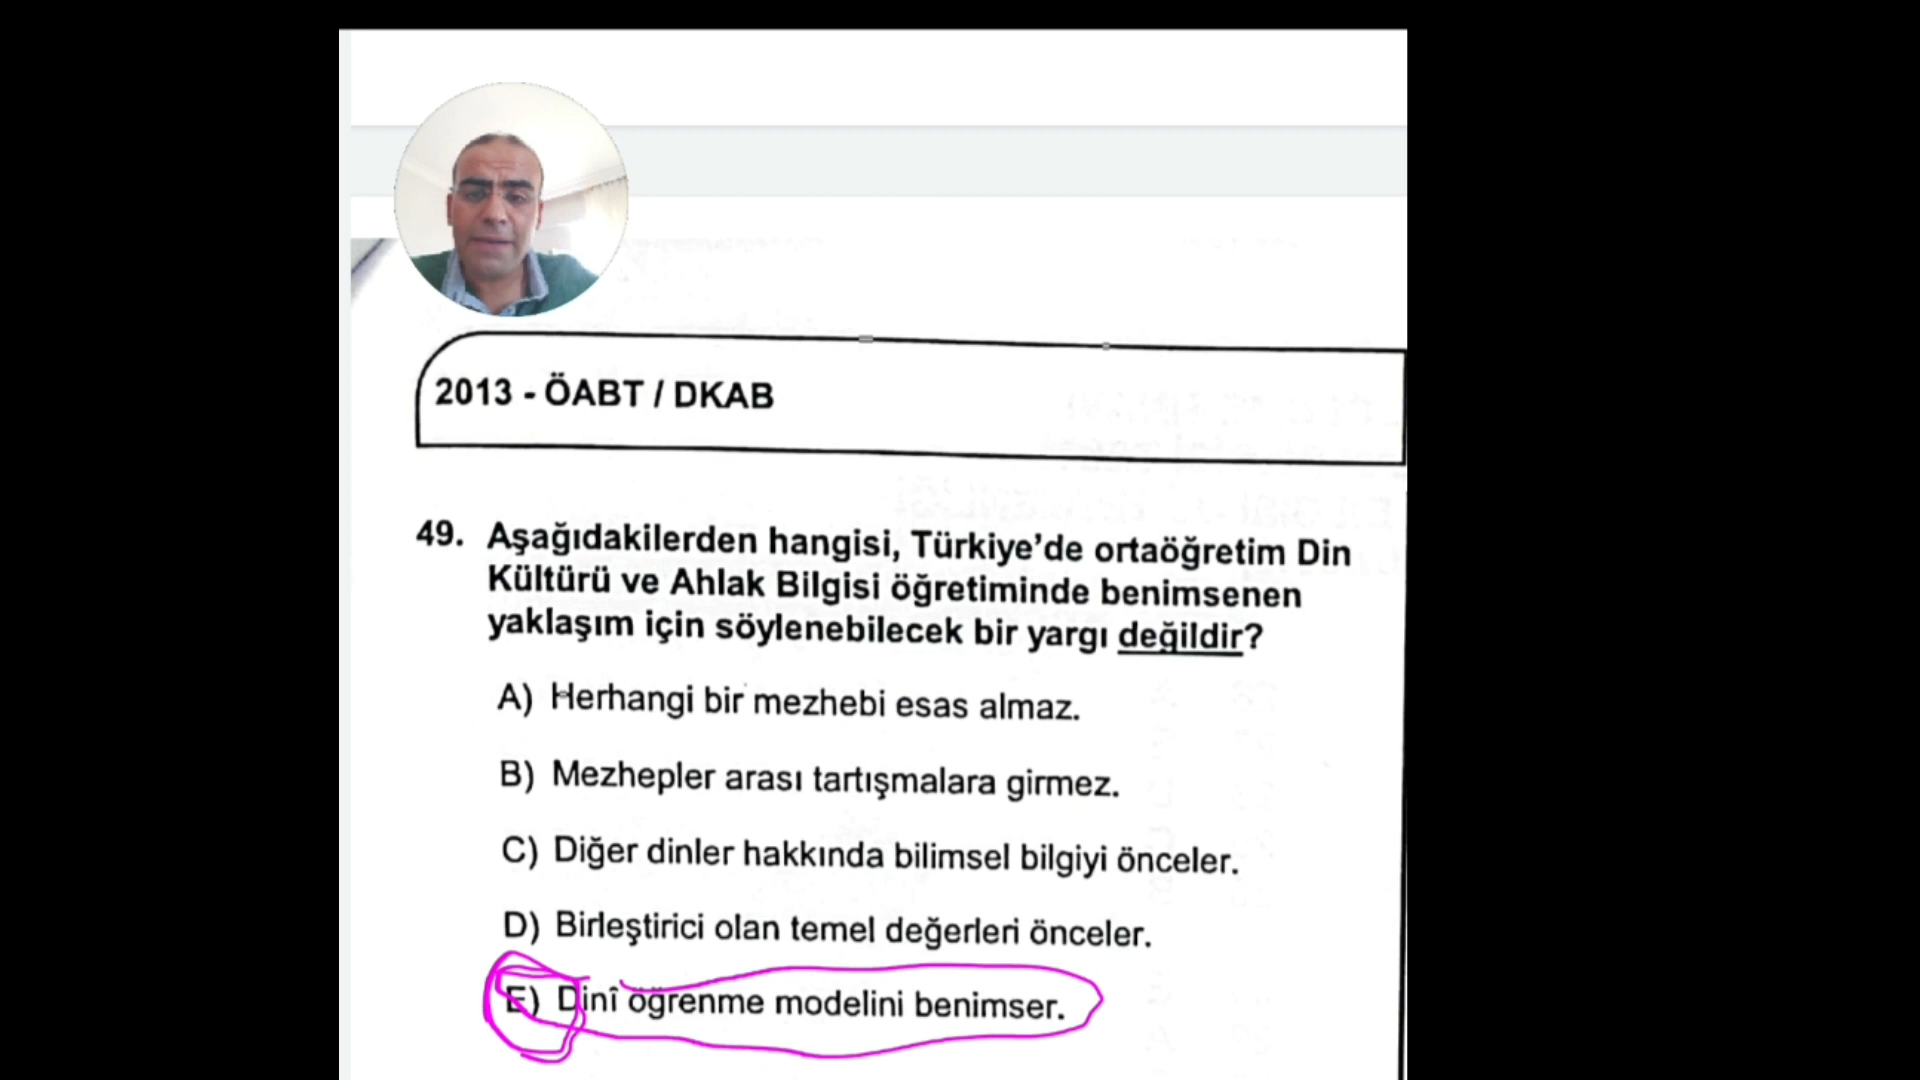 2013 - ÖABT / DKAB
49. Aşağıdakilerden hangisi, Türkiye’de ortaöğretim Din
Kültürü ve Ahlak Bilgisi öğretiminde benimsenen
yaklaşım için söylenebilecek bir yargı değildir?
A) Herhangi bir mezhebi esas almaz.
B) Mezhepler arası tartışmalara girmez.
C) Diğer dinler hakkında bilimsel bilgiyi önceler.
D) Birleştirici olan temel değerleri önceler.
E) Dinî öğrenme modelini benimser.